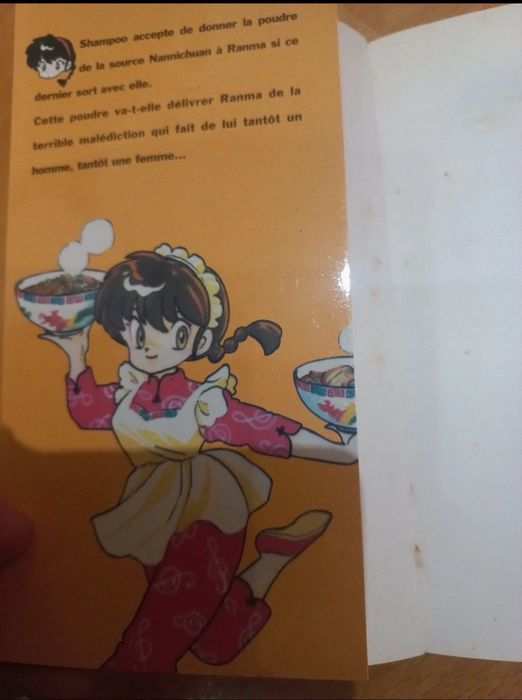 Shampoo accepte de donner la poudre
de la source Nannichuan à Ranma si ce
dernier sort avec elle.
Cette poudre va-t-elle délivrer Ranma de la
terrible malédiction qui fait de lui tantôt un
homme, tantôt une femme...